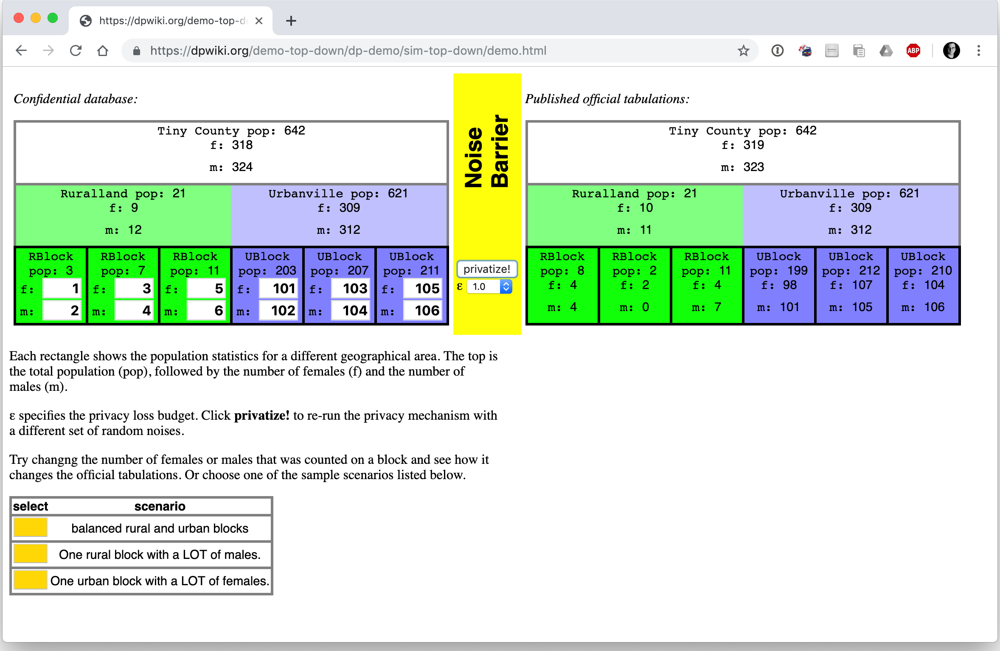 https://dpwiki.org/demo-top-d
https://dpwiki.org/demo-top-down/dp-demo/sim-top-down/demo.html
ABP
Confidential database:
Tiny County pop: 642
f: 318
m: 324
Ruralland pop: 21
f: 9
m: 12
Urbanville pop: 621
f: 309
m: 312
RBlock
pop: 3
f: 1
m: 2
RBlock
pop: 7
f: 3
m: 4
RBlock
pop: 11
f: 5
m: 6
UBlock
pop: 203
f: 101
m: 102
UBlock
pop: 207
f: 103
m: 104
UBlock
pop: 211
f: 105
m: 106
Noise
Barrier
privatize!
ε 1.0
Published official tabulations:
Tiny County pop: 642
f: 319
m: 323
Ruralland pop: 21
f: 10
m: 11
Urbanville pop: 621
f: 309
m: 312
RBlock
pop: 8
f: 4
m: 4
RBlock
pop: 2
f: 2
m: 0
RBlock
pop: 11
f: 4
m: 7
UBlock
pop: 199
f: 98
m: 101
UBlock
pop: 212
f: 107
m: 105
UBlock
pop: 210
f: 104
m: 106
Each rectangle shows the population statistics for a different geographical area. The top is
the total population (pop), followed by the number of females (f) and the number of
males (m).
ε specifies the privacy loss budget. Click privatize! to re-run the privacy mechanism with
a different set of random noises.
Try changng the number of females or males that was counted on a block and see how it
changes the official tabulations. Or choose one of the sample scenarios listed below.
select scenario
balanced rural and urban blocks
One rural block with a LOT of males.
One urban block with a LOT of females.